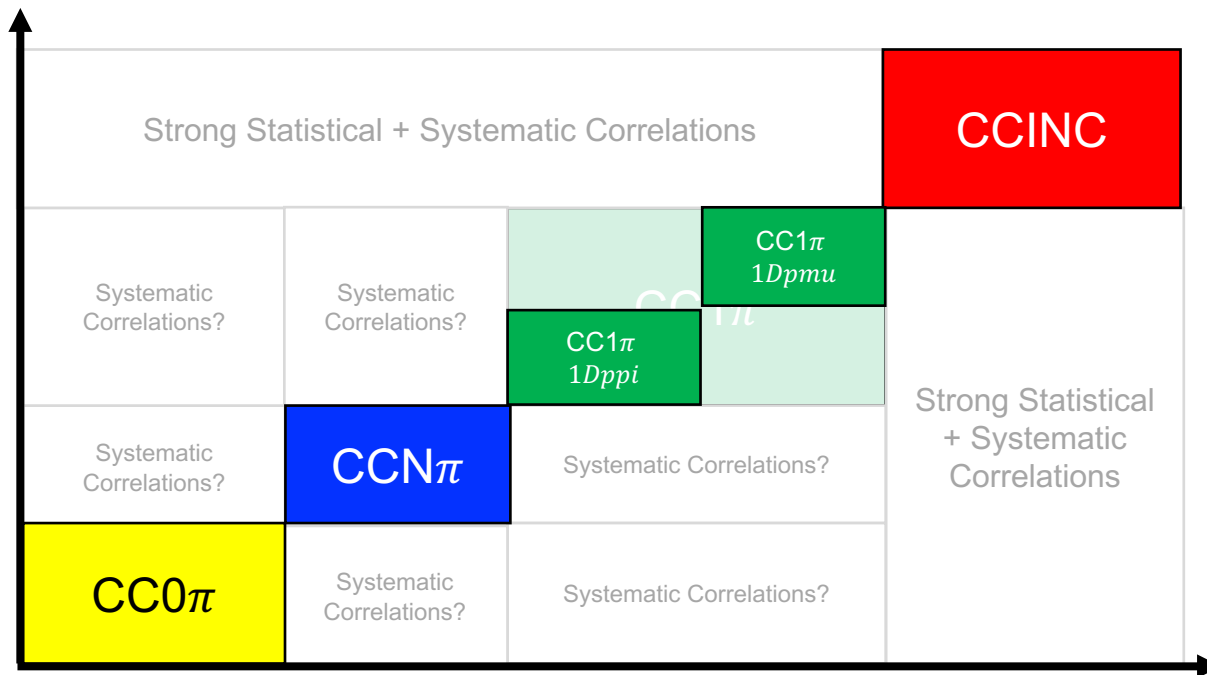 Strong Statistical + Systematic Correlations
CCINC
Systematic
Correlations?
Systematic
Correlations?
CC1π
CC1π
1Dpmu
CC1π
1Dppi
Strong Statistical
+ Systematic
Correlations
Systematic
Correlations?
CCNπ
Systematic Correlations?
CC0π
Systematic
Correlations?
Systematic Correlations?